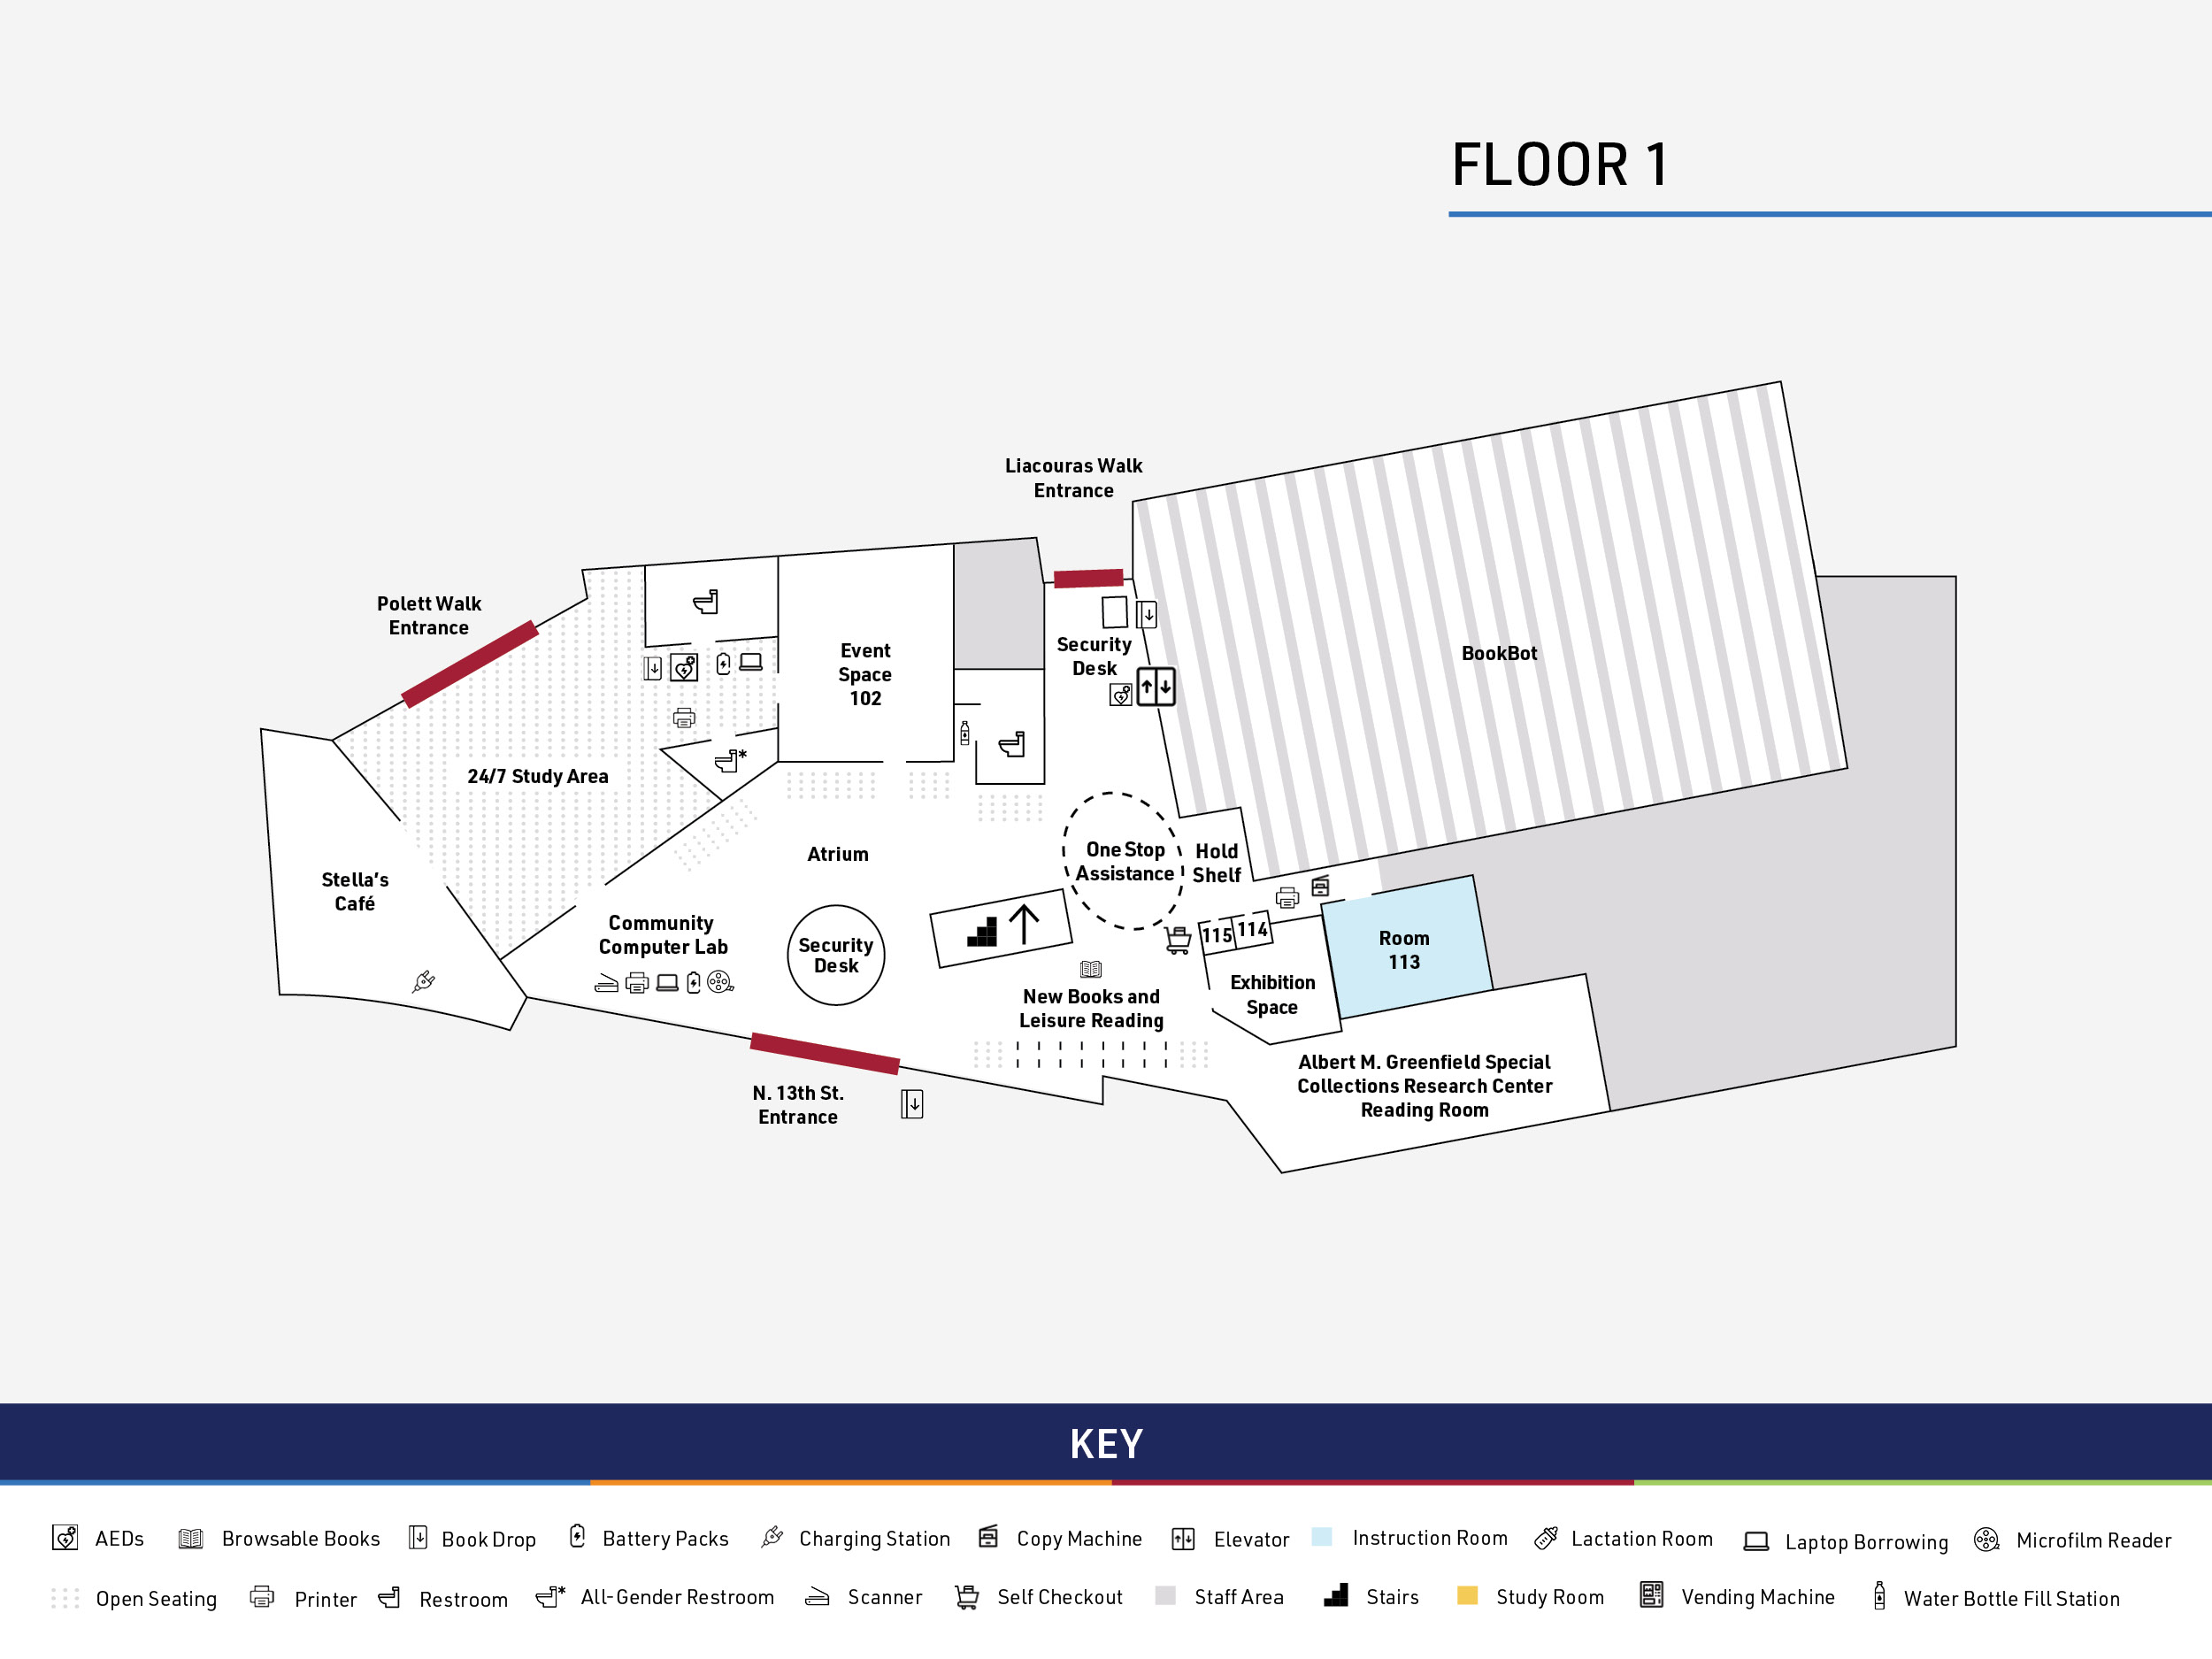 FLOOR 1
Liacouras Walk
Entrance
Polett Walk
Entrance
Security
Desk
Event
Space
102
BookBot
24/7 Study Area
Atrium
One Stop
Assistance
Hold
Shelf
Stella's
Café
Community
Computer Lab
Security
Desk
115
114
Room
113
Exhibition
Space
New Books and
Leisure Reading
Albert M. Greenfield Special
Collections Research Center
Reading Room
N. 13th St.
Entrance
KEY
AEDs
Browsable Books
Book Drop
Battery Packs
Charging Station
Copy Machine
Elevator
Instruction Room
Lactation Room
Laptop Borrowing
Microfilm Reader
Open Seating
Printer
Restroom
All-Gender Restroom
Scanner
Self Checkout
Staff Area
Stairs
Study Room
Vending Machine
Water Bottle Fill Station